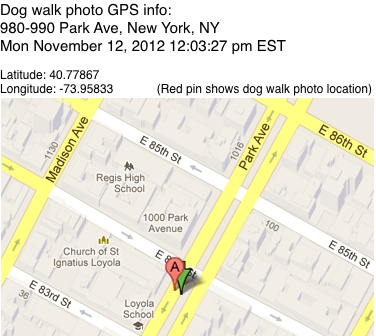 Dog walk photo GPS info:
980-990 Park Ave, New York, NY
Mon November 12, 2012 12:03:27 pm EST
Latitude: 40.77867
Longitude: -73.95833 (Red pin shows dog walk photo location)
E 86th St
Madison Ave
1130
E 85th St
1016
Park Ave
Regis High
School
1000 Park
Avenue
100
E 85th St
Church of St
Ignatius Loyola
E 8
A
36
E 83rd St
Loyola
School